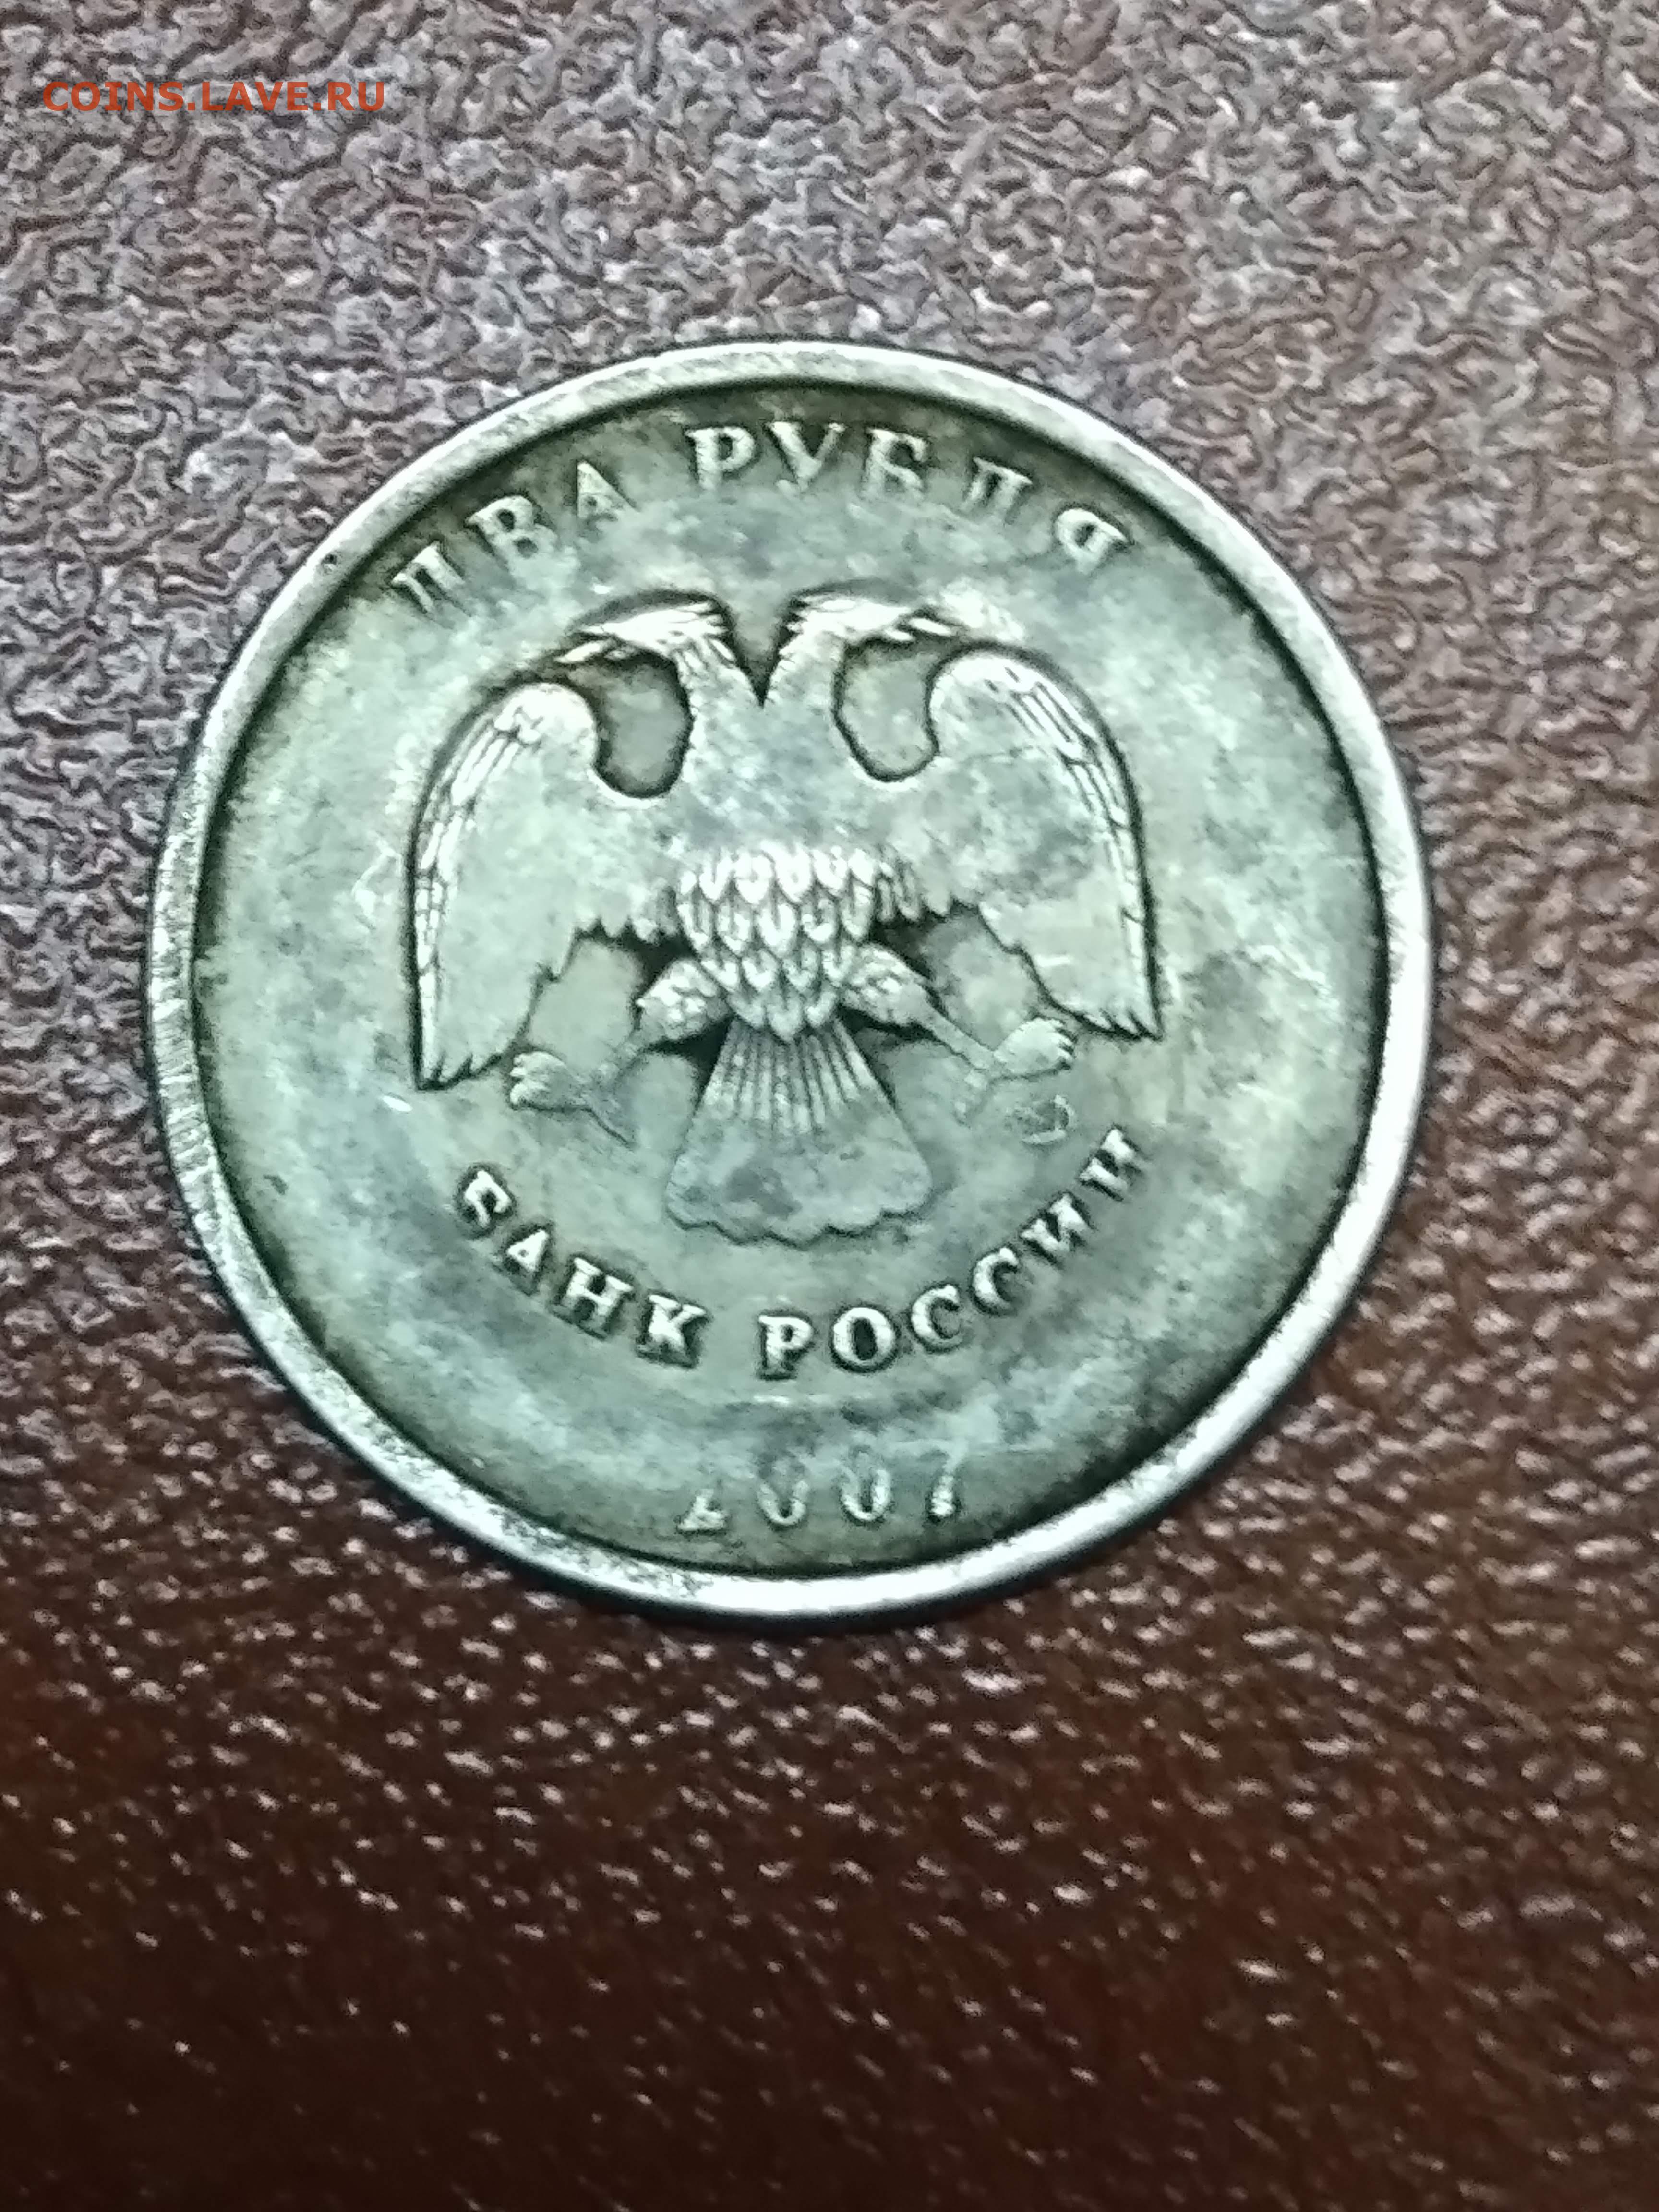 COINS.LAVE.RU
ДВА РУБЛЯ
БАНК РОССИИ
2007